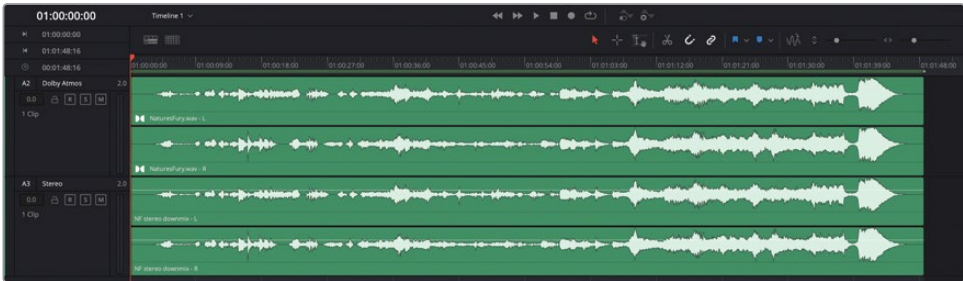 01:00:00:00 Timeline 1
01:00:00:00
01:01:48:16
00:01:48:16 01:00:00:00 01:00:09:00 01:00:18:00 01:00:27:00 01:00:36:00 01:00:45:00 01:00:54:00 01:01:03:00 01:01:12:00 01:01:21:00 01:01:30:00 01:01:39:00 01:01:48:00
A2 Dolby Atmos 2.0
0.0 R S M
1 Clip
NaturesFury.wav - L
NaturesFury.wav - R
A3 Stereo 2.0
0.0 R S M
1 Clip
NF stereo downmix - L
NF stereo downmix - R